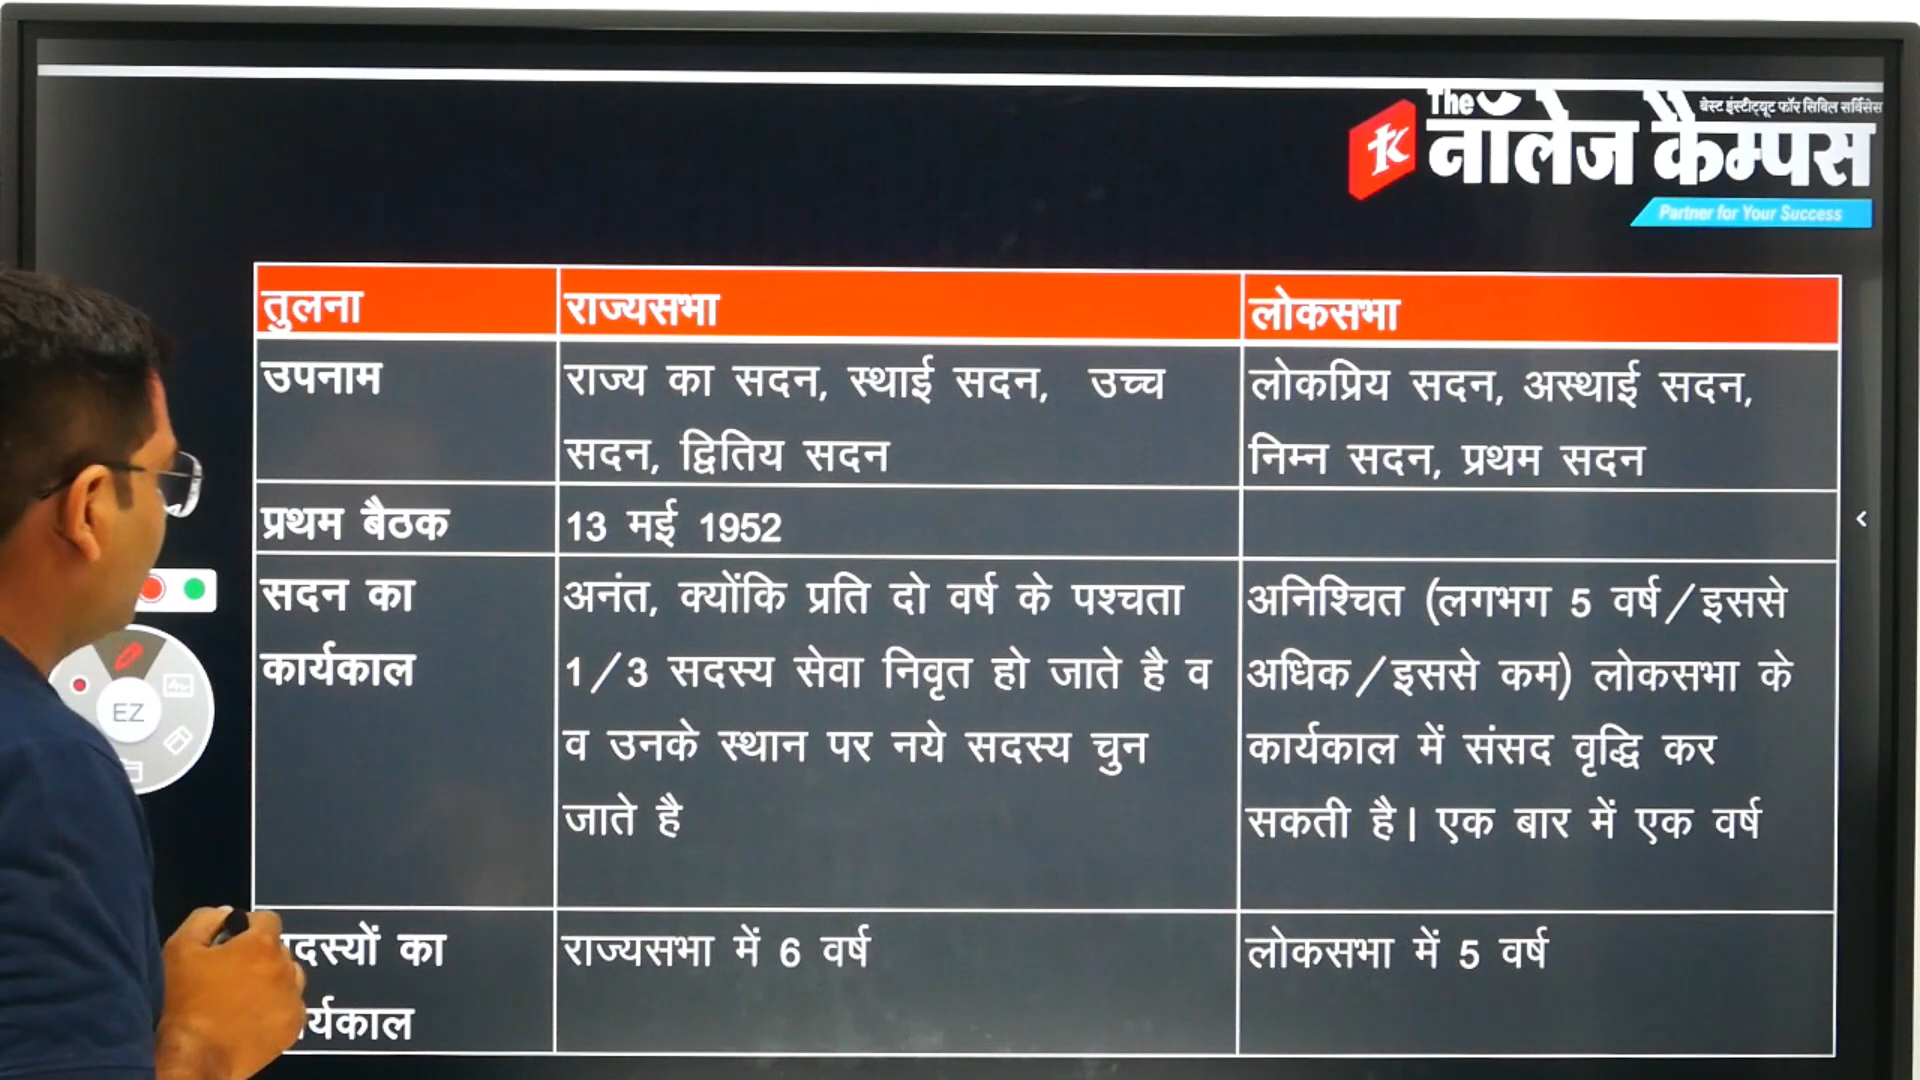 The
बेस्ट इंस्टीट्यूट फॉर सिविल सर्विसेस
नॉलेज कैम्पस
Partner for Your Success
तुलना राज्यसभा लोकसभा
उपनाम राज्य का सदन, स्थाई सदन, उच्च लोकप्रिय सदन, अस्थाई सदन,
सदन, द्वितिय सदन निम्न सदन, प्रथम सदन
प्रथम बैठक 13 मई 1952
सदन का अनंत, क्योंकि प्रति दो वर्ष के पश्चता अनिश्चित (लगभग 5 वर्ष/इससे
कार्यकाल 1/3 सदस्य सेवा निवृत हो जाते है व अधिक/इससे कम) लोकसभा के
व उनके स्थान पर नये सदस्य चुन कार्यकाल में संसद वृद्धि कर
जाते है सकती है। एक बार में एक वर्ष
का राज्यसभा में 6 वर्ष लोकसभा में 5 वर्ष
EZ